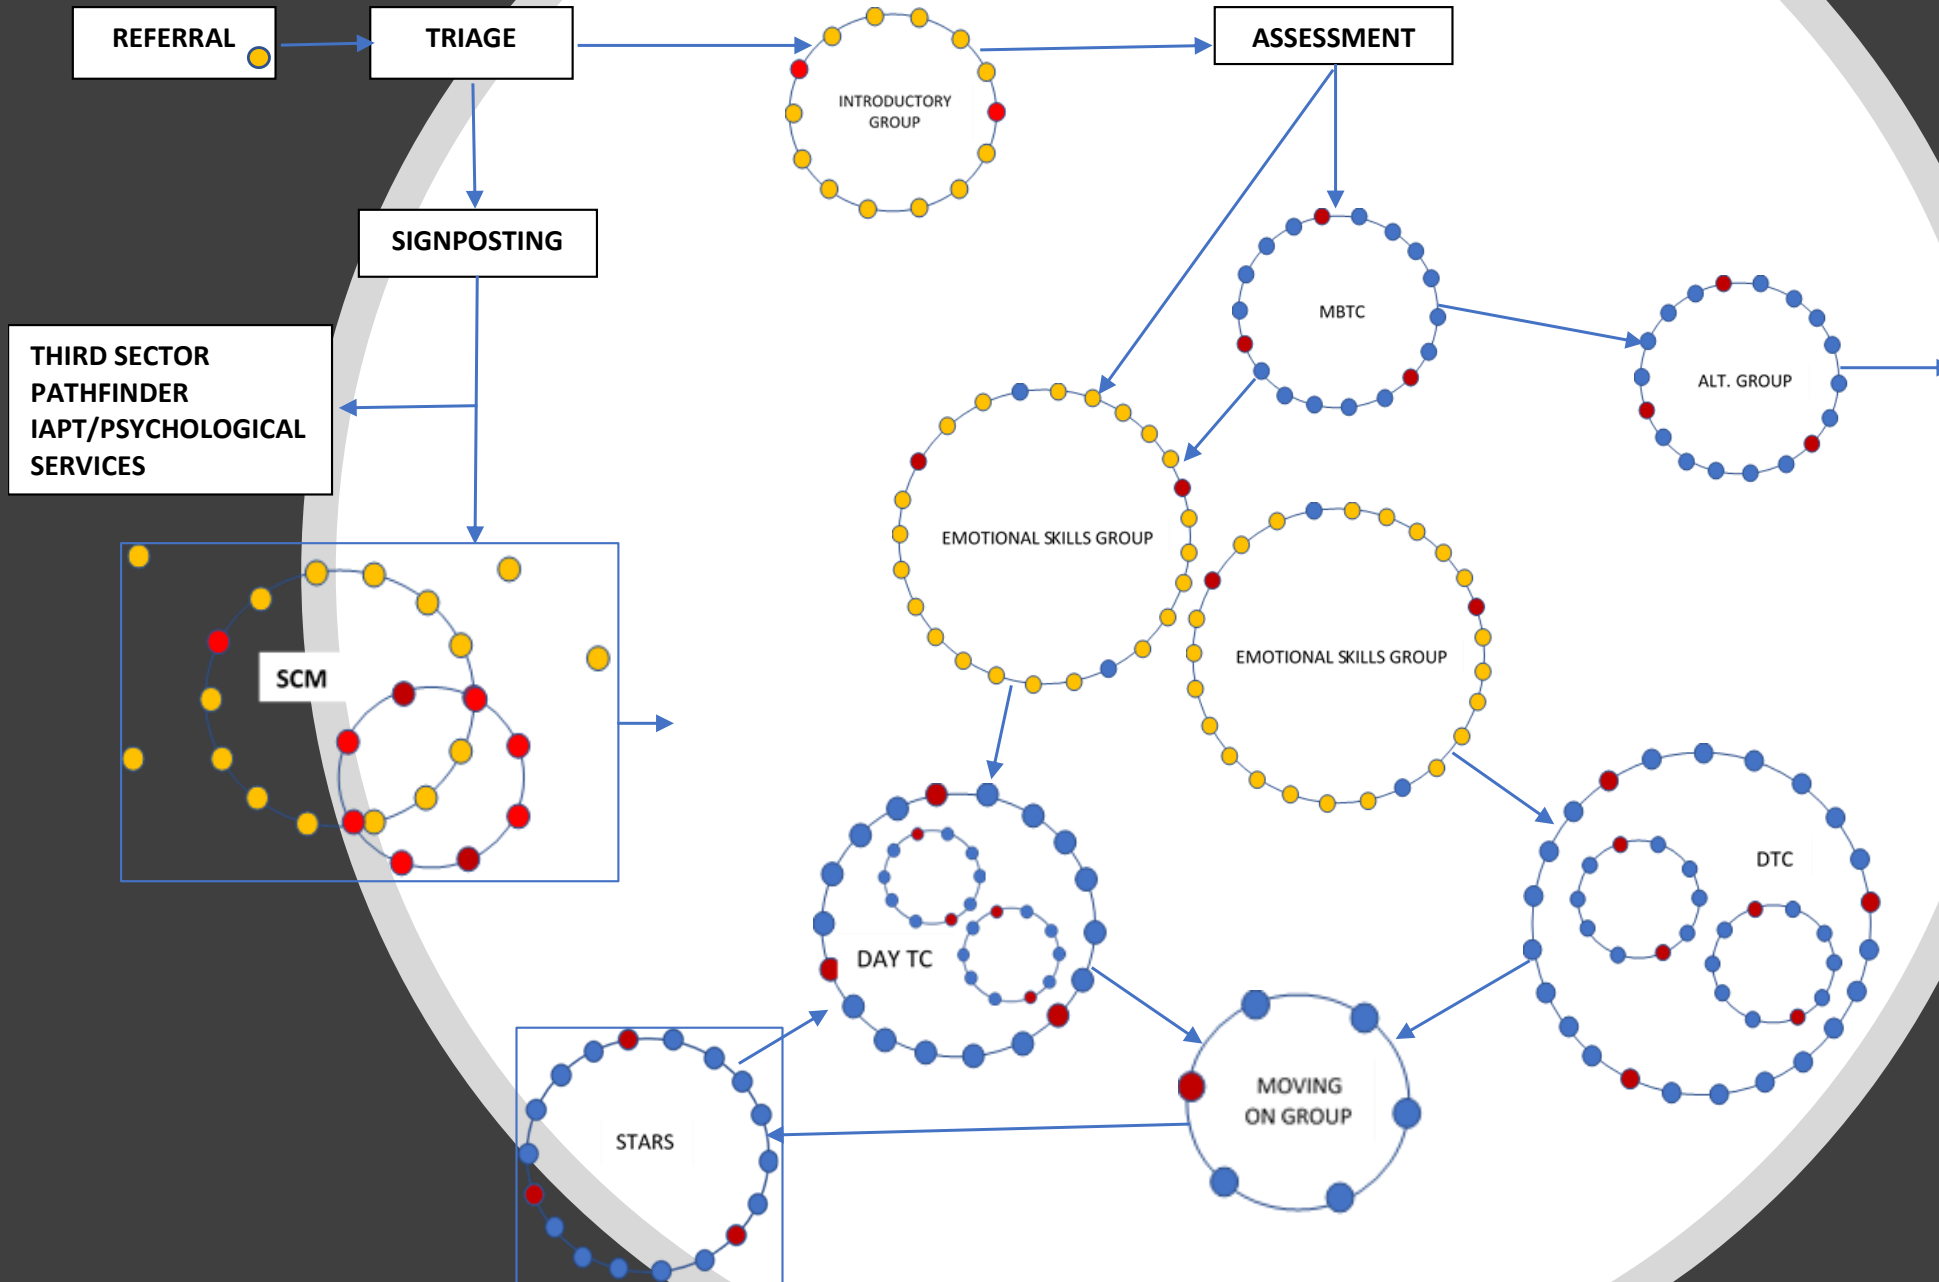 REFERRAL
TRIAGE
INTRODUCTORY
GROUP
ASSESSMENT
SIGNPOSTING
MBTC
THIRD SECTOR
PATHFINDER
IAPT/PSYCHOLOGICAL
SERVICES
ALT. GROUP
EMOTIONAL SKILLS GROUP
EMOTIONAL SKILLS GROUP
SCM
DTC
DAY TC
MOVING
ON GROUP
STARS